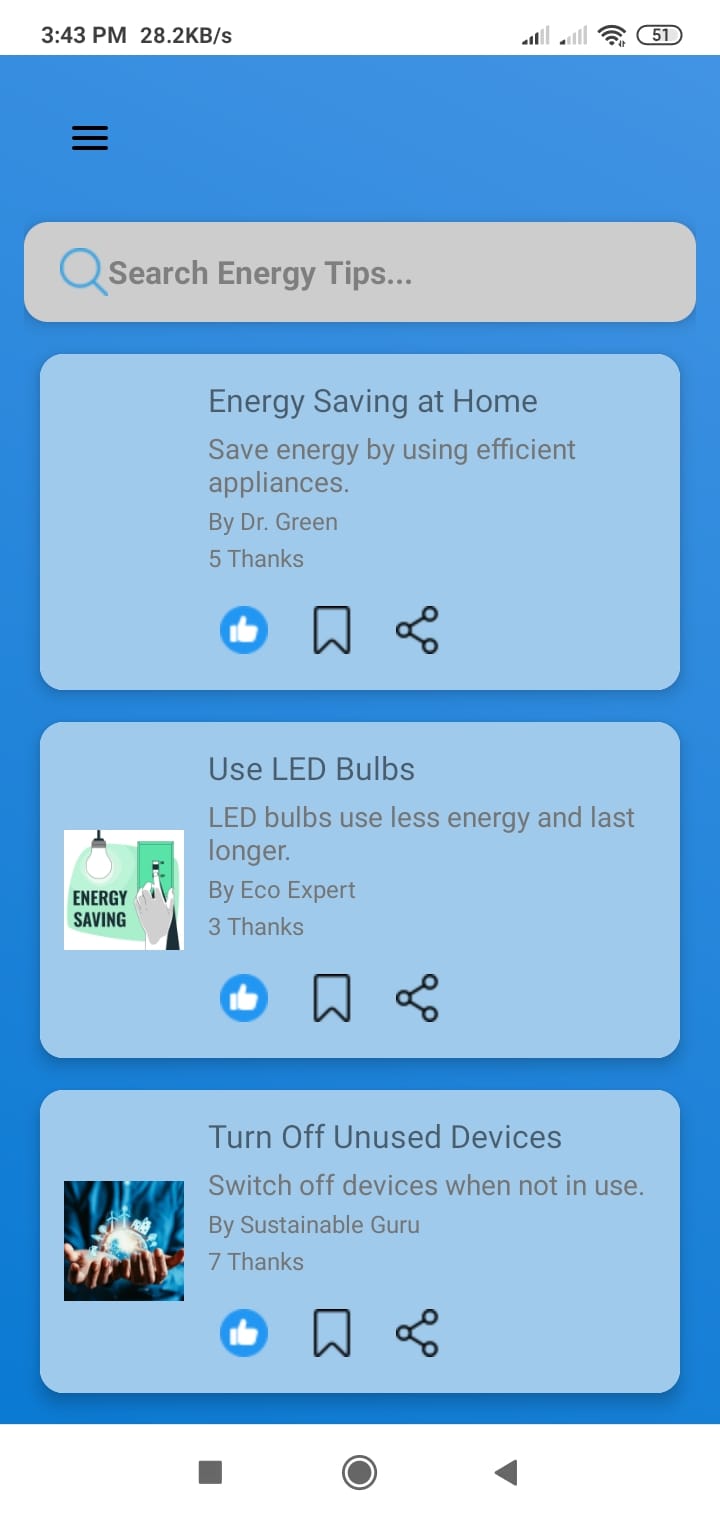 3:43 PM 28.2KB/s 51
Search Energy Tips...
Energy Saving at Home
Save energy by using efficient
appliances.
By Dr. Green
5 Thanks
Use LED Bulbs
LED bulbs use less energy and last
longer.
By Eco Expert
3 Thanks
ENERGY
SAVING
Turn Off Unused Devices
Switch off devices when not in use.
By Sustainable Guru
7 Thanks